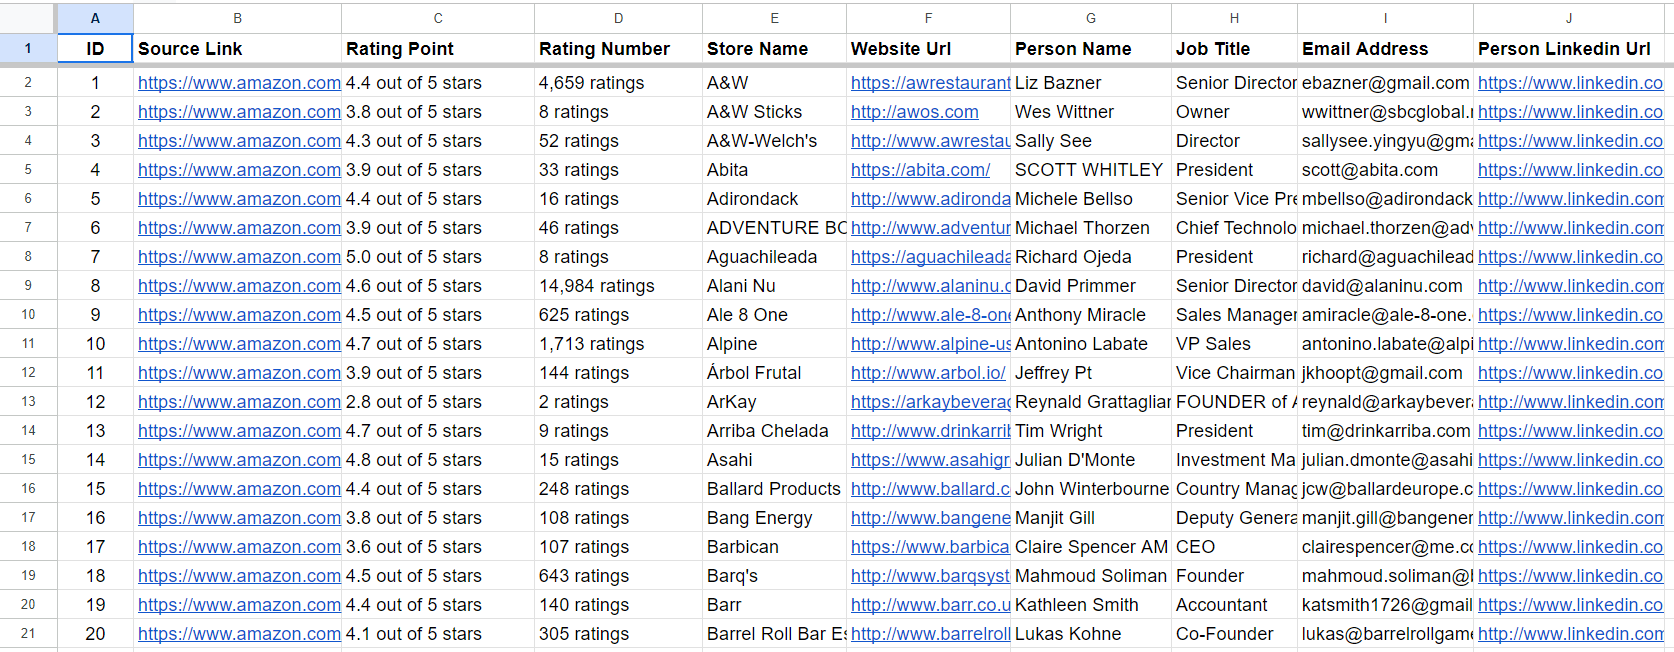 A B C D E F G H I J
1 ID Source Link Rating Point Rating Number Store Name Website Url Person Name Job Title Email Address Person Linkedin Url
2 1 https://www.amazon.com 4.4 out of 5 stars 4,659 ratings A&W https://awrestaurant Liz Bazner Senior Director ebazner@gmail.com https://www.linkedin.co
3 2 https://www.amazon.com 3.8 out of 5 stars 8 ratings A&W Sticks http://awos.com Wes Wittner Owner wwittner@sbcglobal. https://www.linkedin.co
4 3 https://www.amazon.com 4.3 out of 5 stars 52 ratings A&W-Welch's http://www.awrestau Sally See Director sallysee.yingyu@gma https://www.linkedin.co
5 4 https://www.amazon.com 3.9 out of 5 stars 33 ratings Abita https://abita.com/ SCOTT WHITLEY President scott@abita.com https://www.linkedin.co
6 5 https://www.amazon.com 4.4 out of 5 stars 16 ratings Adirondack http://www.adironda Michele Bellso Senior Vice Pre mbellso@adirondack http://www.linkedin.com
7 6 https://www.amazon.com 3.9 out of 5 stars 46 ratings ADVENTURE BO http://www.adventur Michael Thorzen Chief Technolo michael.thorzen@adv http://www.linkedin.com
8 7 https://www.amazon.com 5.0 out of 5 stars 8 ratings Aguachileada https://aguachileada Richard Ojeda President richard@aguachilead http://www.linkedin.com
9 8 https://www.amazon.com 4.6 out of 5 stars 14,984 ratings Alani Nu http://www.alaninu.c David Primmer Senior Director david@alaninu.com http://www.linkedin.com
10 9 https://www.amazon.com 4.5 out of 5 stars 625 ratings Ale 8 One http://www.ale-8-one Anthony Miracle Sales Manager amiracle@ale-8-one. http://www.linkedin.com
11 10 https://www.amazon.com 4.7 out of 5 stars 1,713 ratings Alpine http://www.alpine-us Antonino Labate VP Sales antonino.labate@alpi http://www.linkedin.com
12 11 https://www.amazon.com 3.9 out of 5 stars 144 ratings Árbol Frutal http://www.arbol.io/ Jeffrey Pt Vice Chairman jkhoopt@gmail.com https://www.linkedin.co
13 12 https://www.amazon.com 2.8 out of 5 stars 2 ratings ArKay https://arkaybeverag Reynald Grattagliar FOUNDER of A reynald@arkaybever http://www.linkedin.com
14 13 https://www.amazon.com 4.7 out of 5 stars 9 ratings Arriba Chelada http://www.drinkarrib Tim Wright President tim@drinkarriba.com https://www.linkedin.co
15 14 https://www.amazon.com 4.8 out of 5 stars 15 ratings Asahi https://www.asahigr Julian D'Monte Investment Ma julian.dmonte@asahi https://www.linkedin.co
16 15 https://www.amazon.com 4.4 out of 5 stars 248 ratings Ballard Products http://www.ballard.c John Winterbourne Country Manag jcw@ballardeurope.c http://www.linkedin.com
17 16 https://www.amazon.com 3.8 out of 5 stars 108 ratings Bang Energy http://www.bangene Manjit Gill Deputy Genera manjit.gill@bangener http://www.linkedin.com
18 17 https://www.amazon.com 3.6 out of 5 stars 107 ratings Barbican https://www.barbica Claire Spencer AM CEO clairespencer@me.co https://www.linkedin.co
19 18 https://www.amazon.com 4.5 out of 5 stars 643 ratings Barq's http://www.barqsyst Mahmoud Soliman Founder mahmoud.soliman@ https://www.linkedin.co
20 19 https://www.amazon.com 4.4 out of 5 stars 140 ratings Barr http://www.barr.co.u Kathleen Smith Accountant katsmith1726@gmail https://www.linkedin.co
21 20 https://www.amazon.com 4.1 out of 5 stars 305 ratings Barrel Roll Bar Es http://www.barrelroll Lukas Kohne Co-Founder lukas@barrelrollgame http://www.linkedin.com